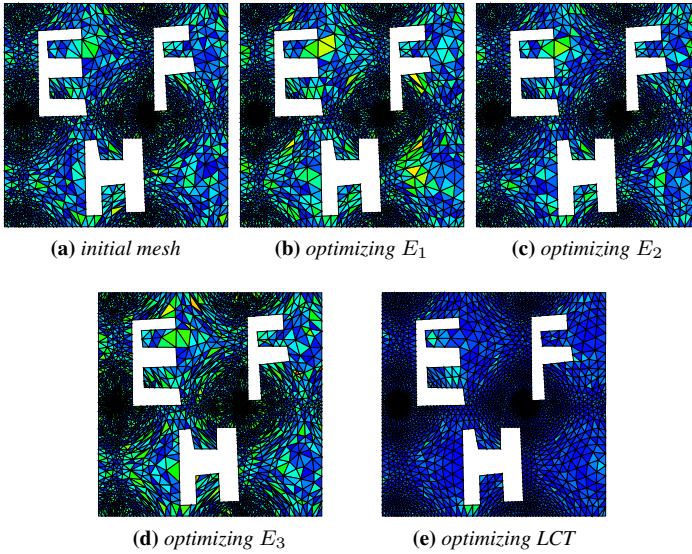 E F H
E F H
E F H
(a) initial mesh
(b) optimizing E₁
(c) optimizing E₂
E F H
E F H
(d) optimizing E₃
(e) optimizing LCT